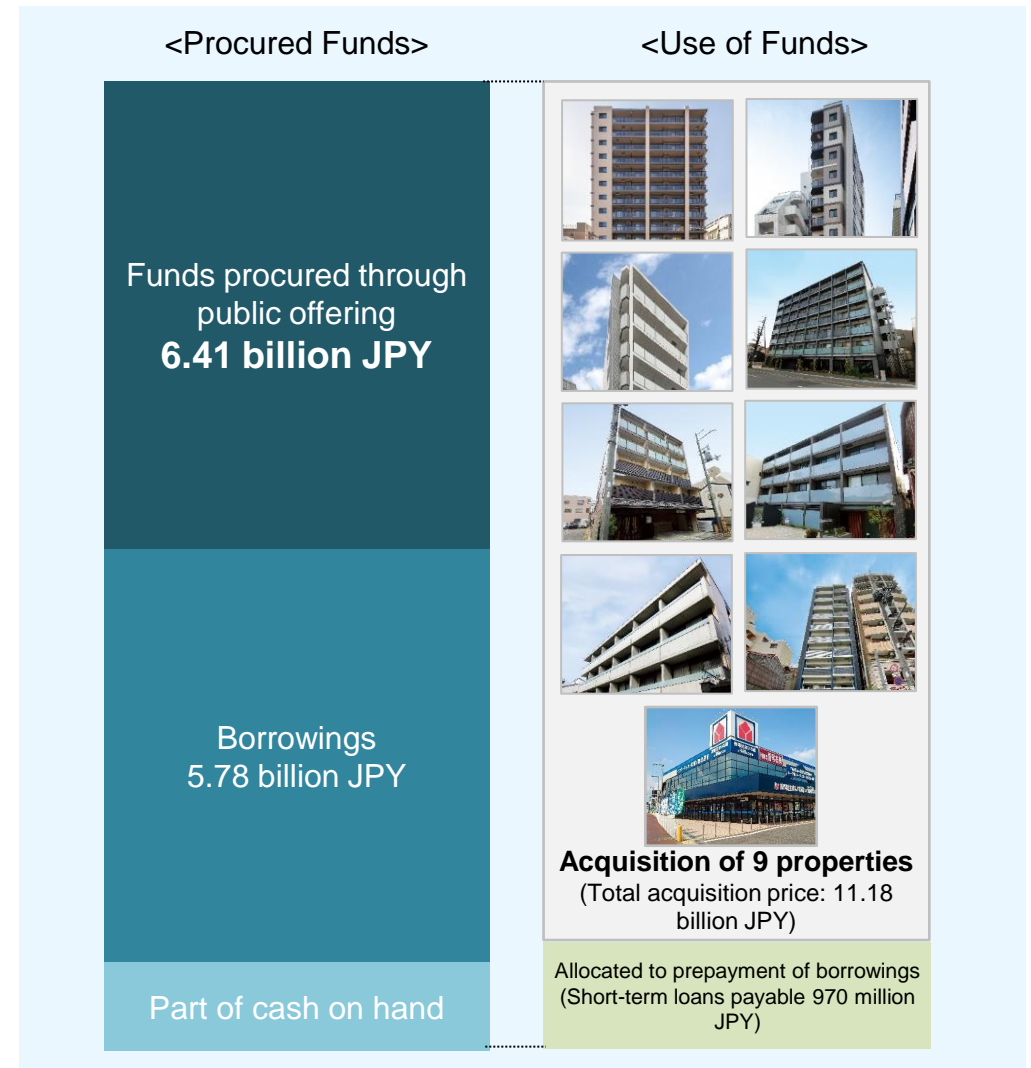 <Procured Funds>
<Use of Funds>
Funds procured through
public offering
6.41 billion JPY
Borrowings
5.78 billion JPY
Part of cash on hand
Acquisition of 9 properties
(Total acquisition price: 11.18
billion JPY)
Allocated to prepayment of borrowings
(Short-term loans payable 970 million
JPY)